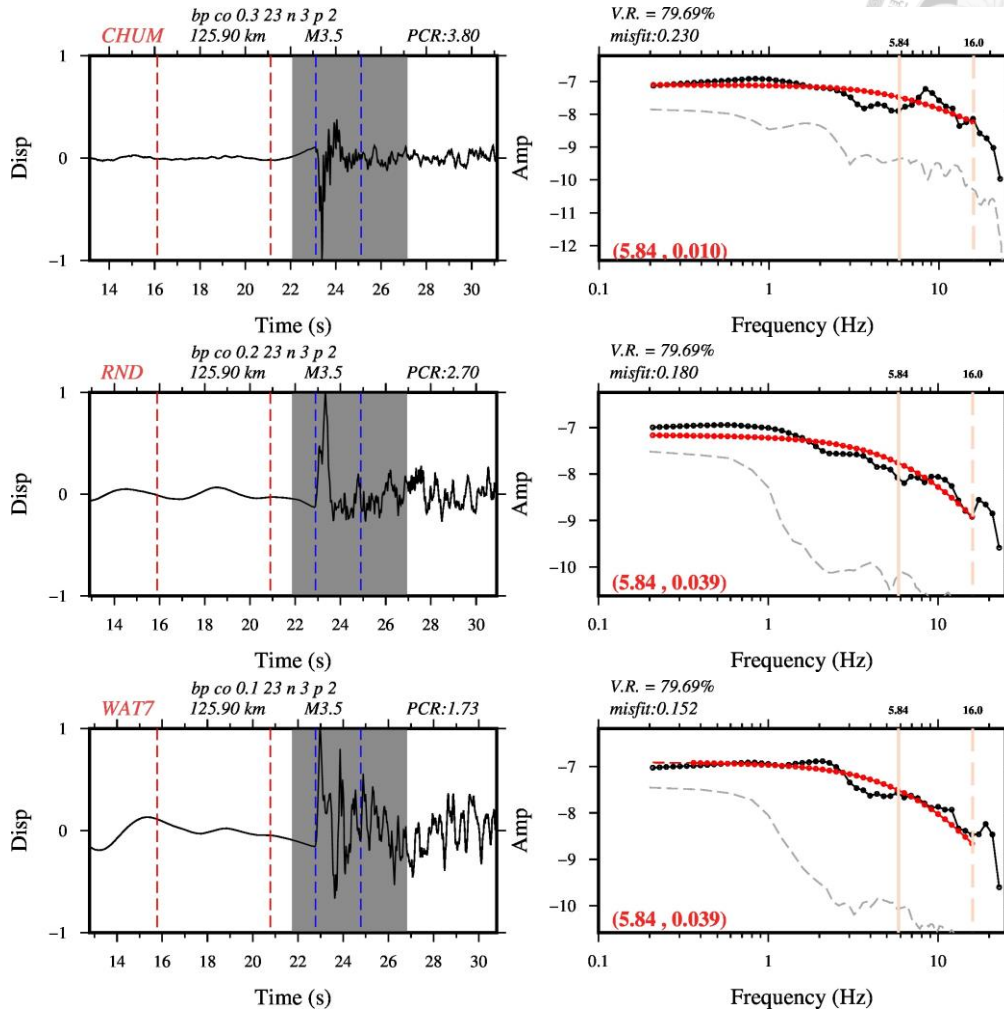 bp co 0.3 23 n 3 p 2
CHUM 125.90 km M3.5 PCR:3.80
V.R. = 79.69%
misfit:0.230
5.84 16.0
1
0
-1
Disp
14 16 18 20 22 24 26 28 30
Time (s)
-7
-8
-9
-10
-11
-12
Amp
(5.84 , 0.010)
0.1 1 10
Frequency (Hz)
bp co 0.2 23 n 3 p 2
RND 125.90 km M3.5 PCR:2.70
V.R. = 79.69%
misfit:0.180
5.84 16.0
1
0
-1
Disp
14 16 18 20 22 24 26 28 30
Time (s)
-7
-8
-9
-10
Amp
(5.84 , 0.039)
0.1 1 10
Frequency (Hz)
bp co 0.1 23 n 3 p 2
WAT7 125.90 km M3.5 PCR:1.73
V.R. = 79.69%
misfit:0.152
5.84 16.0
1
0
-1
Disp
14 16 18 20 22 24 26 28 30
Time (s)
-7
-8
-9
-10
Amp
(5.84 , 0.039)
0.1 1 10
Frequency (Hz)